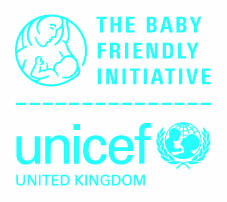 THE BABY
FRIENDLY
INITIATIVE
unicef
UNITED KINGDOM